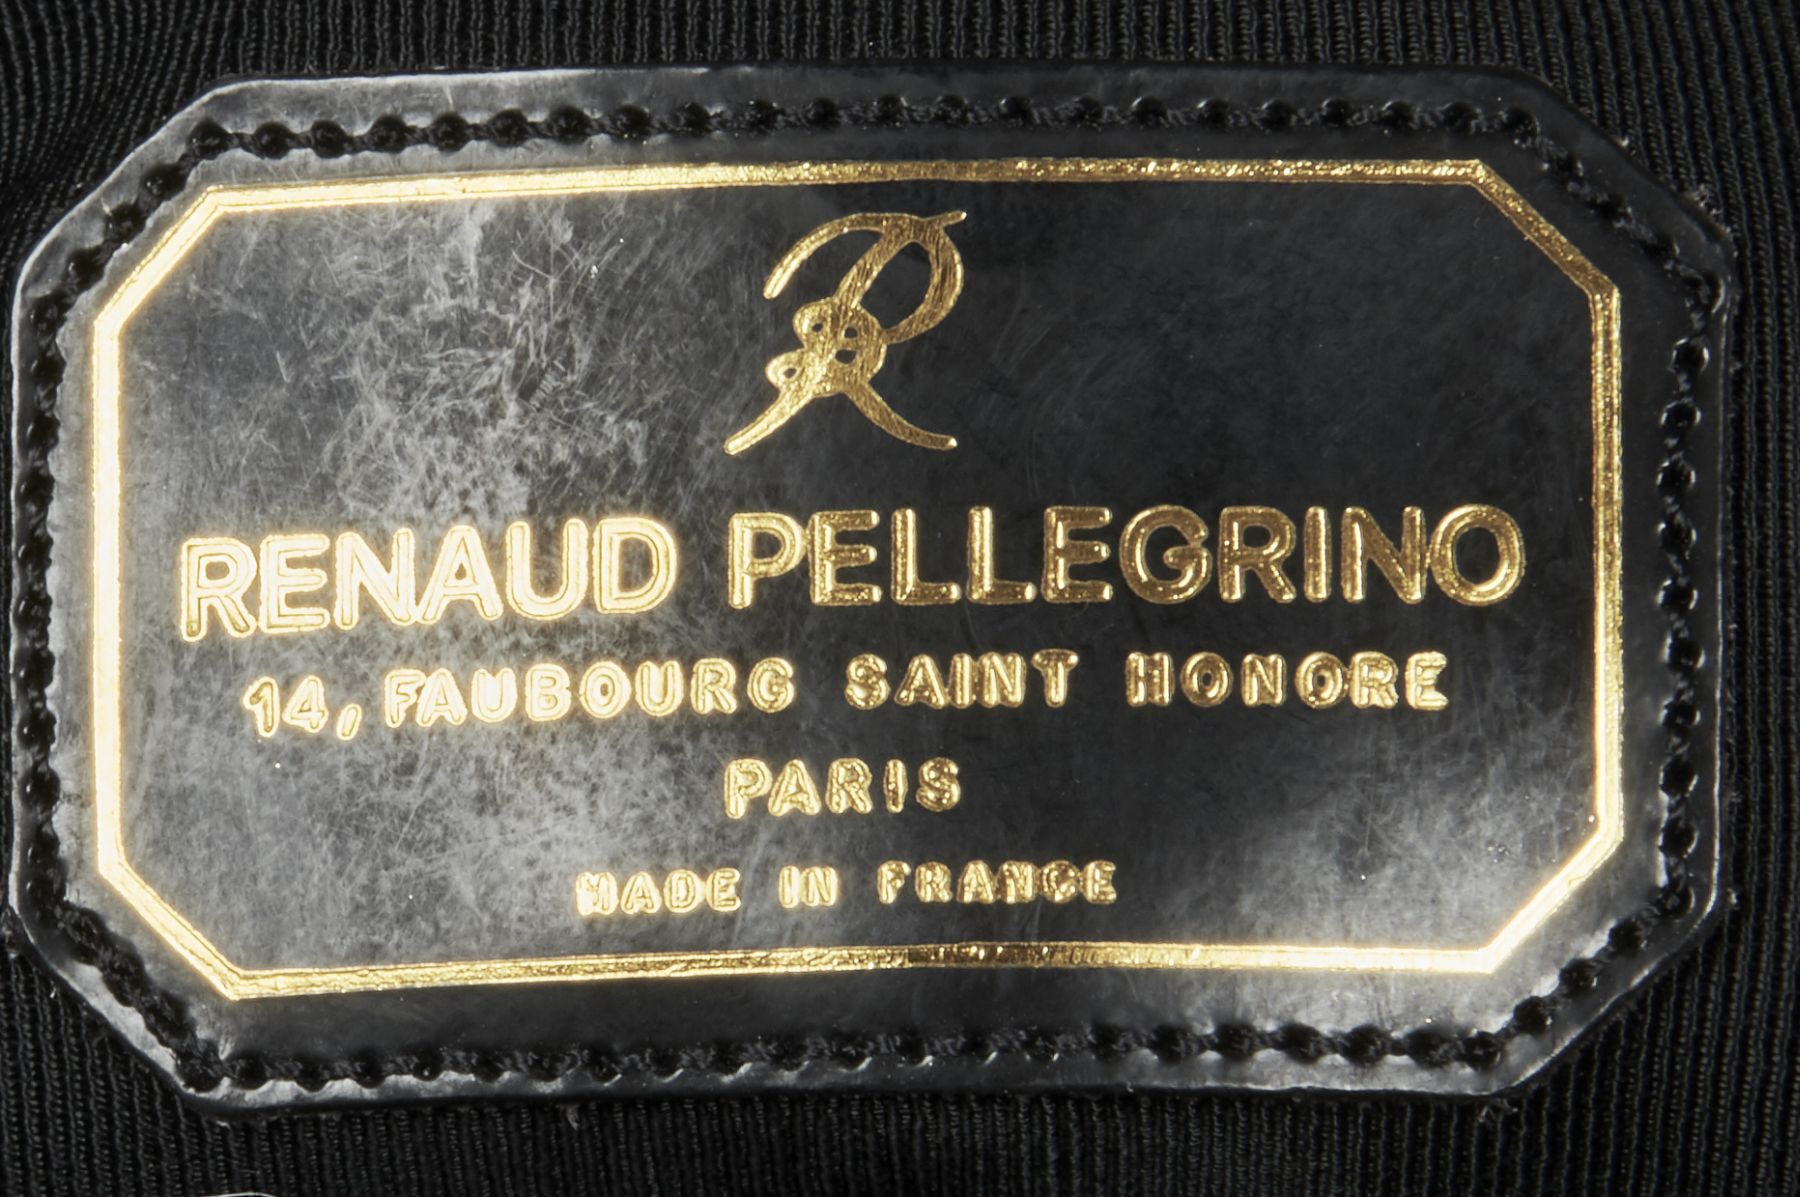 RENAUD PELLEGRINO
14, FAUBOURG SAINT HONORE
PARIS
MADE IN FRANCE